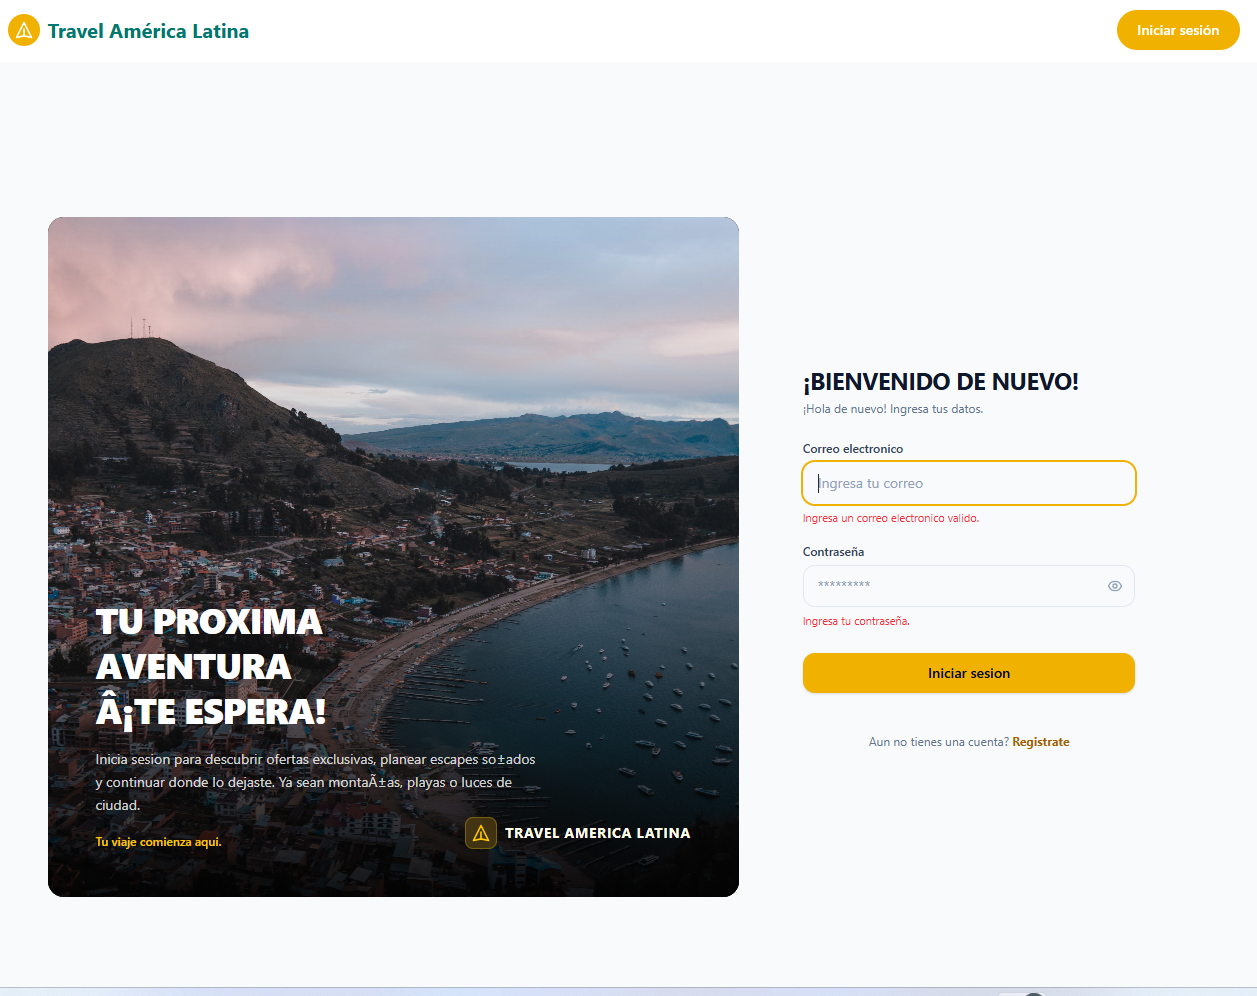 Travel América Latina
Iniciar sesión
TU PROXIMA
AVENTURA
Â¡TE ESPERA!
Inicia sesion para descubrir ofertas exclusivas, planear escapes so±ados
y continuar donde lo dejaste. Ya sean montaÃ±as, playas o luces de
ciudad.
Tu viaje comienza aqui.
TRAVEL AMERICA LATINA
¡BIENVENIDO DE NUEVO!
¡Hola de nuevo! Ingresa tus datos.
Correo electronico
Ingresa tu correo
Ingresa un correo electronico valido.
Contraseña
*********
Ingresa tu contraseña.
Iniciar sesion
Aun no tienes una cuenta? Registrate